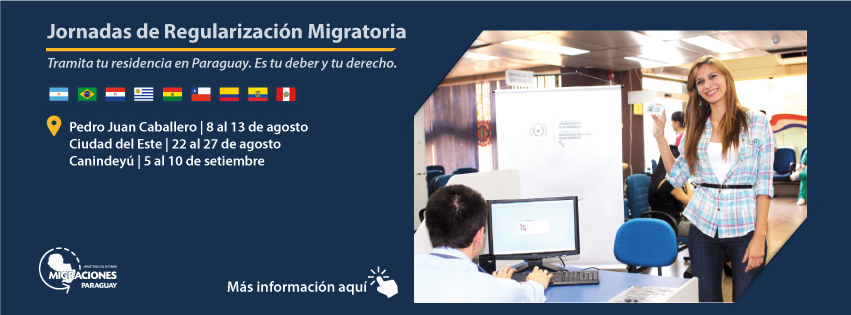 Jornadas de Regularización Migratoria
Tramita tu residencia en Paraguay. Es tu deber y tu derecho.
Pedro Juan Caballero | 8 al 13 de agosto
Ciudad del Este | 22 al 27 de agosto
Canindeyú | 5 al 10 de setiembre
MIGRACIONES
PARAGUAY
Más información aquí